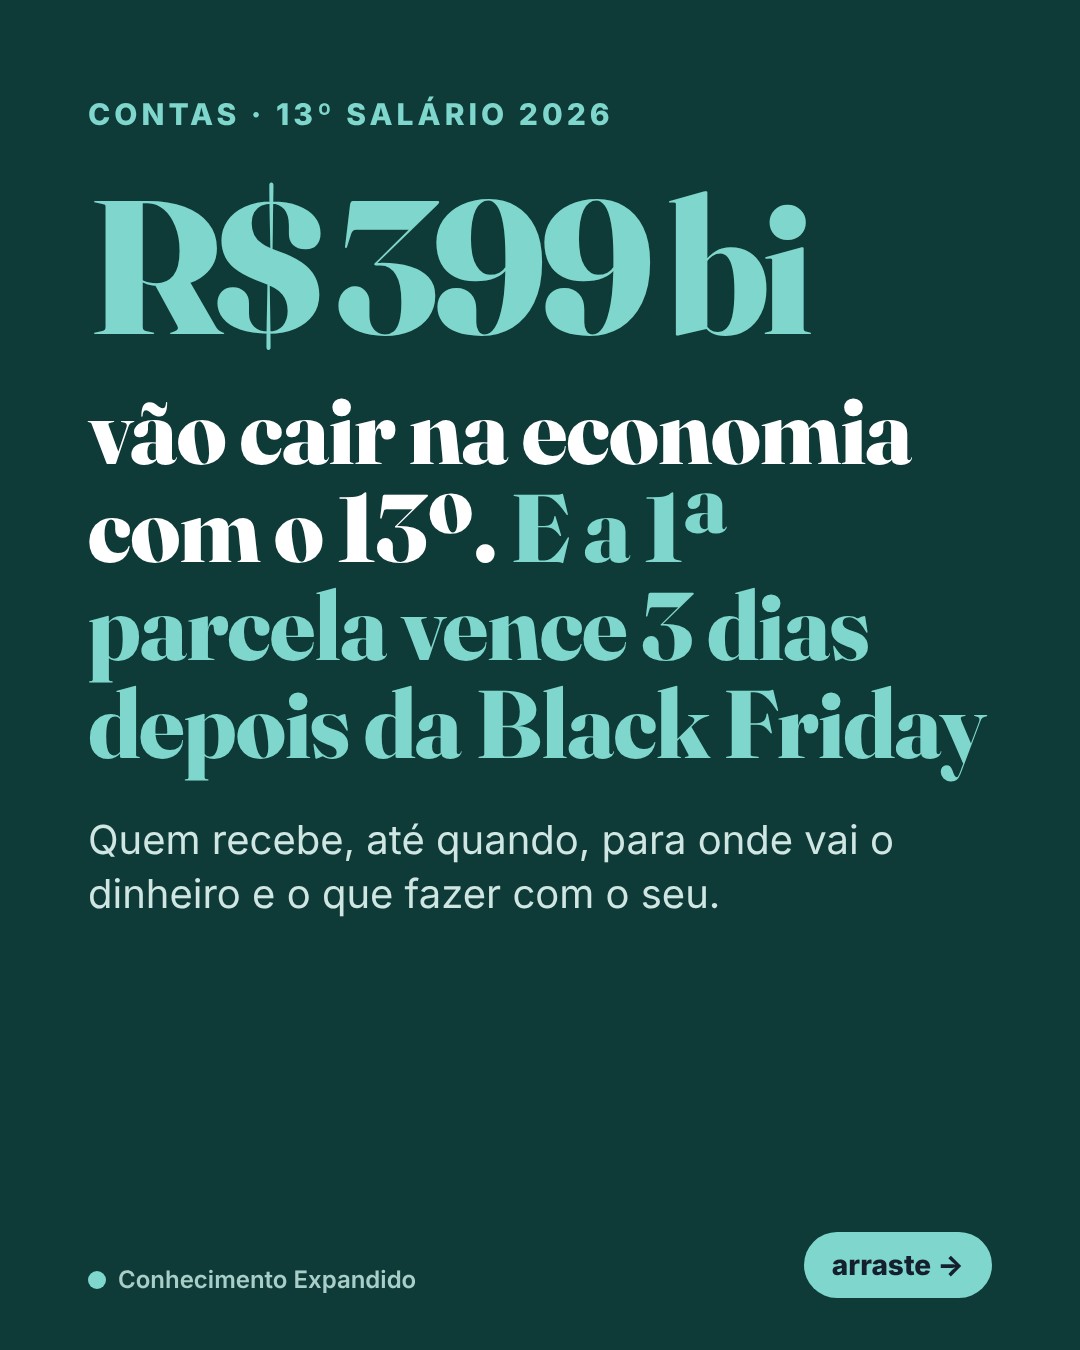 CONTAS · 13º SALÁRIO 2026
R$ 399 bi
vão cair na economia
com o 13º. E a 1ª
parcela vence 3 dias
depois da Black Friday
Quem recebe, até quando, para onde vai o
dinheiro e o que fazer com o seu.
Conhecimento Expandido
arraste →